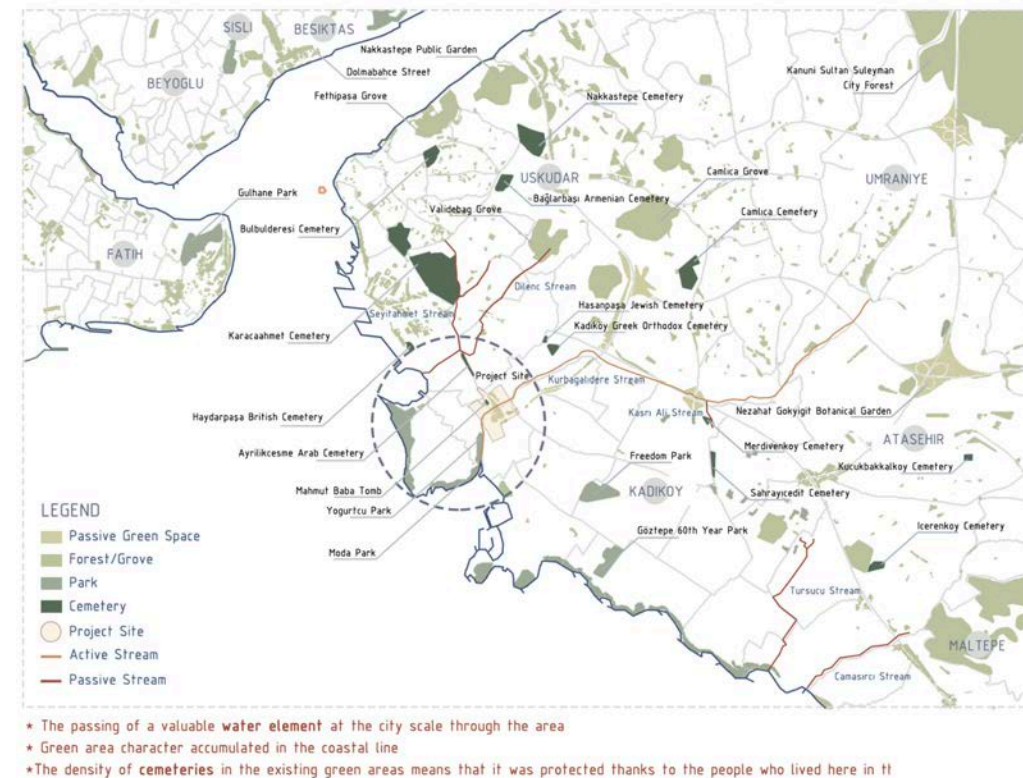 SISLI
BESIKTAS
BEYOGLU
Nakkastepe Public Garden
Dolmabahce Street
Fethipasa Grove
Kanuni Sultan Suleyman
City Forest
Nakkastepe Cemetery
USKUDAR
UMRANIYE
Gulhane Park
Camlica Grove
Bağlarbaşı Armenian Cemetery
Validebag Grove
Camlica Cemefery
Bulbulderesi Cemetery
FATIH
Dilenc Stream
Seyitahmet Stream
Hasanpaşa Jewish Cemetery
Kadıköy Greek Orthodox Cemetery
Karacaahmet Cemetery
Project Site
Kurbagalidere Stream
Kasrı Ali Stream
Nezahat Gokyigit Botanical Garden
Haydarpaşa British Cemetery
ATASEHIR
Merdivenkoy Cemetery
Ayrilikcesme Arab Cemetery
Freedom Park
Kucukbakkalkoy Cemetery
KADIKOY
Mahmut Baba Tomb
Sahrayıcedit Cemetery
Yogurtcu Park
Göztepe 60th Year Park
Icerenkoy Cemetery
Moda Park
Tursucu Stream
MALTEPE
Camasırcı Stream
LEGEND
Passive Green Space
Forest/Grove
Park
Cemetery
Project Site
Active Stream
Passive Stream
* The passing of a valuable water element at the city scale through the area
* Green area character accumulated in the coastal line
*The density of cemeteries in the existing green areas means that it was protected thanks to the people who lived here in